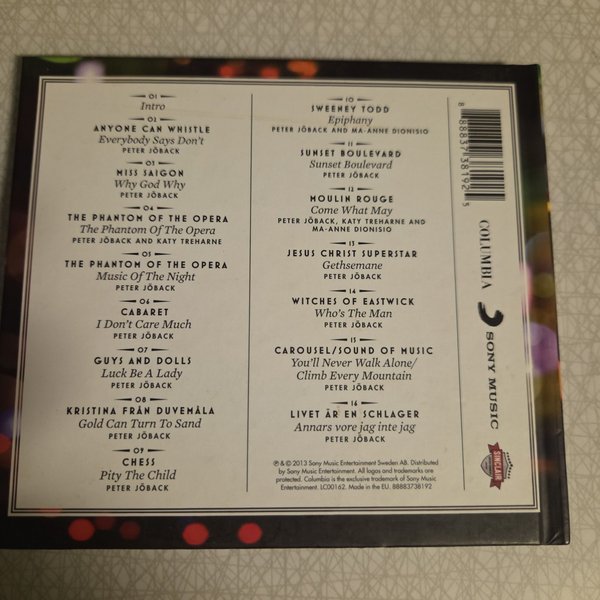 01
Intro
02
ANYONE CAN WHISTLE
Everybody Says Don't
PETER JÖBACK
03
MISS SAIGON
Why God Why
PETER JÖBACK
04
THE PHANTOM OF THE OPERA
The Phantom Of The Opera
PETER JÖBACK AND KATY TREHARNE
05
THE PHANTOM OF THE OPERA
Music Of The Night
PETER JÖBACK
06
CABARET
I Don't Care Much
PETER JÖBACK
07
GUYS AND DOLLS
Luck Be A Lady
PETER JÖBACK
08
KRISTINA FRÅN DUVEMÅLA
Gold Can Turn To Sand
PETER JÖBACK
09
CHESS
Pity The Child
PETER JÖBACK
10
SWEENEY TODD
Epiphany
PETER JÖBACK AND MA-ANNE DIONISIO
11
SUNSET BOULEVARD
Sunset Boulevard
PETER JÖBACK
12
MOULIN ROUGE
Come What May
PETER JÖBACK, KATY TREHARNE AND
MA-ANNE DIONISIO
13
JESUS CHRIST SUPERSTAR
Gethsemane
PETER JÖBACK
14
WITCHES OF EASTWICK
Who's The Man
PETER JÖBACK
15
CAROUSEL/SOUND OF MUSIC
You'll Never Walk Alone/
Climb Every Mountain
PETER JÖBACK
16
LIVET ÄR EN SCHLAGER
Annars vore jag inte jag
PETER JÖBACK
℗ & © 2013 Sony Music Entertainment Sweden AB. Distributed
by Sony Music Entertainment. All logos and trademarks are
protected. Columbia is the exclusive trademark of Sony Music
Entertainment. LC00162. Made in the EU. 88883738192
8 88837 38192 5
COLUMBIA
SONY MUSIC
SINCLAIR